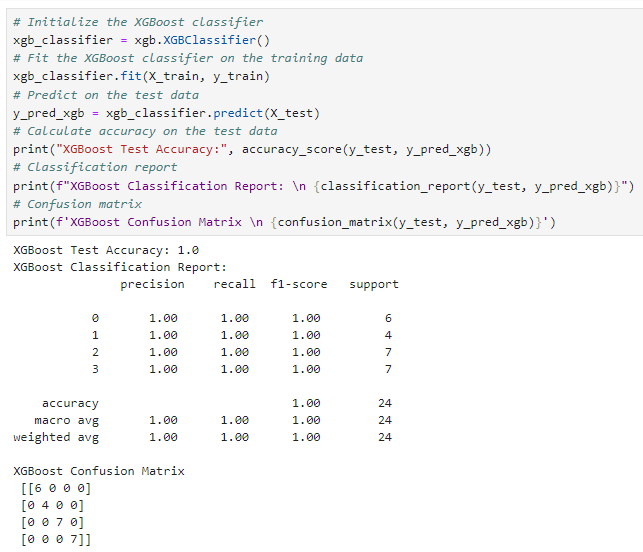 # Initialize the XGBoost classifier
xgb_classifier = xgb.XGBClassifier()
# Fit the XGBoost classifier on the training data
xgb_classifier.fit(X_train, y_train)
# Predict on the test data
y_pred_xgb = xgb_classifier.predict(X_test)
# Calculate accuracy on the test data
print("XGBoost Test Accuracy:", accuracy_score(y_test, y_pred_xgb))
# Classification report
print(f"XGBoost Classification Report: \n {classification_report(y_test, y_pred_xgb)}")
# Confusion matrix
print(f'XGBoost Confusion Matrix \n {confusion_matrix(y_test, y_pred_xgb)}')
XGBoost Test Accuracy: 1.0
XGBoost Classification Report:
precision recall f1-score support
0 1.00 1.00 1.00 6
1 1.00 1.00 1.00 4
2 1.00 1.00 1.00 7
3 1.00 1.00 1.00 7
accuracy 1.00 24
macro avg 1.00 1.00 1.00 24
weighted avg 1.00 1.00 1.00 24
XGBoost Confusion Matrix
[[6 0 0 0]
[0 4 0 0]
[0 0 7 0]
[0 0 0 7]]